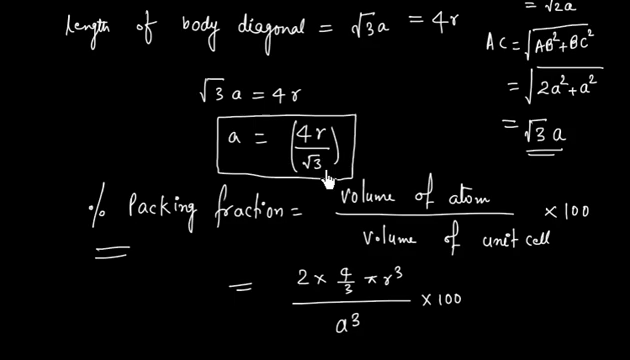 length of body diagonal = √3a = 4r
= √2a
AC = √(AB² + BC²)
= √(2a² + a²)
= √3 a
√3 a = 4r
a = (4r/√3)
% Packing fraction = volume of atom / volume of unit cell × 100
= 2 × 4/3 π r³ / a³ × 100